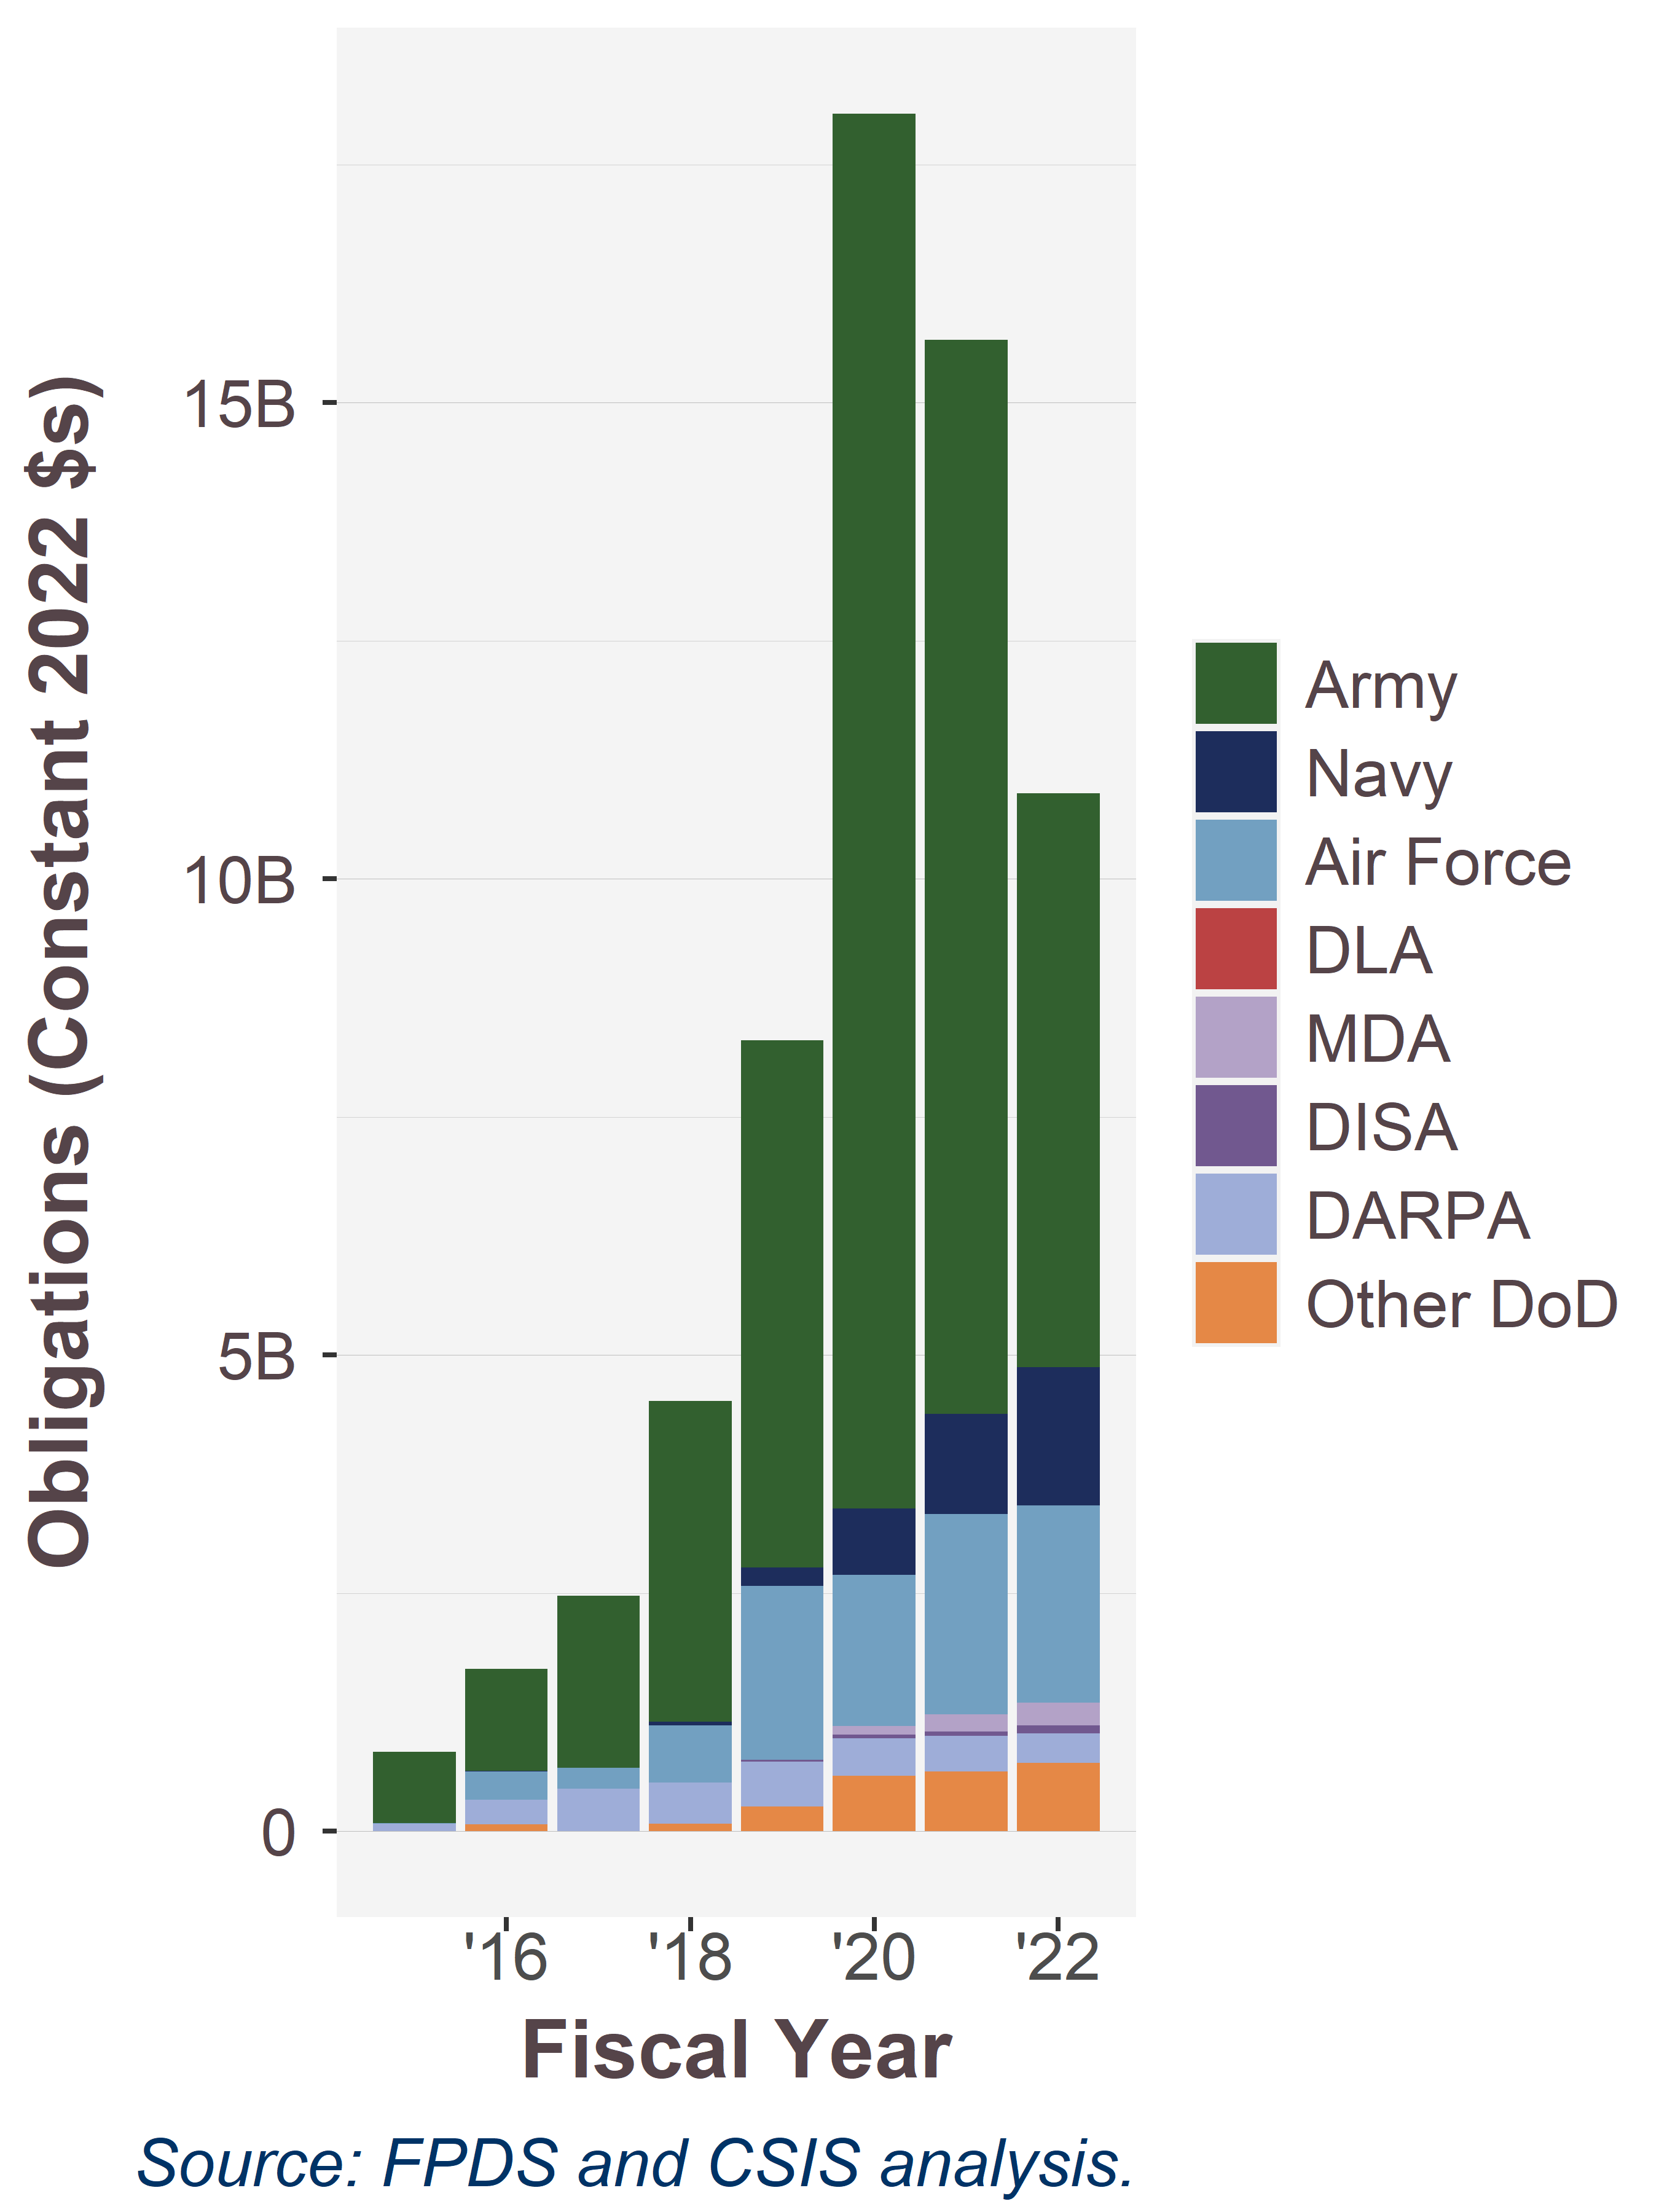 Obligations (Constant 2022 $s)
15B
10B
5B
0
'16
'18
'20
'22
Fiscal Year
Army
Navy
Air Force
DLA
MDA
DISA
DARPA
Other DoD
Source: FPDS and CSIS analysis.